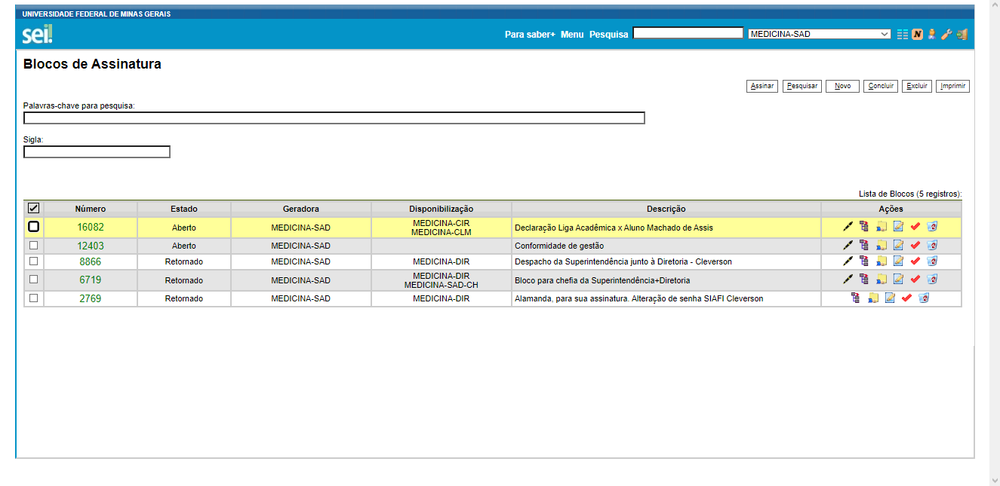 UNIVERSIDADE FEDERAL DE MINAS GERAIS
sei!
Para saber+ Menu Pesquisa MEDICINA-SAD
N
Blocos de Assinatura
Assinar Pesquisar Novo Concluir Excluir Imprimir
Palavras-chave para pesquisa:
Sigla:
Lista de Blocos (5 registros):
Número Estado Geradora Disponibilização Descrição Ações
16082 Aberto MEDICINA-SAD MEDICINA-CIR MEDICINA-CLM Declaração Liga Acadêmica x Aluno Machado de Assis
12403 Aberto MEDICINA-SAD Conformidade de gestão
8866 Retornado MEDICINA-SAD MEDICINA-DIR Despacho da Superintendência junto à Diretoria - Cleverson
6719 Retornado MEDICINA-SAD MEDICINA-DIR MEDICINA-SAD-CH Bloco para chefia da Superintendência+Diretoria
2769 Retornado MEDICINA-SAD MEDICINA-DIR Alamanda, para sua assinatura. Alteração de senha SIAFI Cleverson